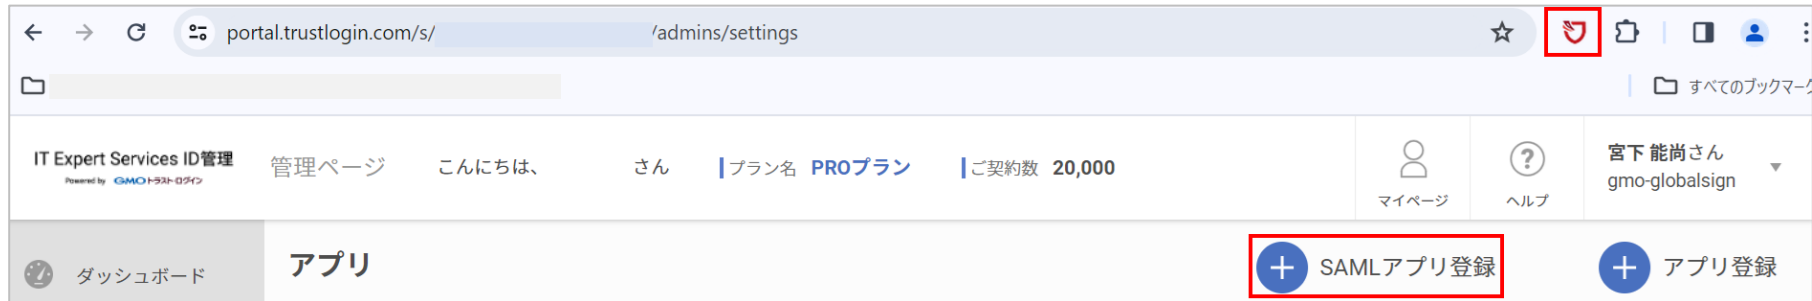 portal.trustlogin.com/s/ /admins/settings
すべてのブックマーク
IT Expert Services ID管理
Powered by GMOトラスト・ログイン
管理ページ こんにちは、 さん プラン名 PROプラン ご契約数 20,000
マイページ
ヘルプ
宮下 能尚さん
gmo-globalsign
ダッシュボード
アプリ
SAMLアプリ登録
アプリ登録